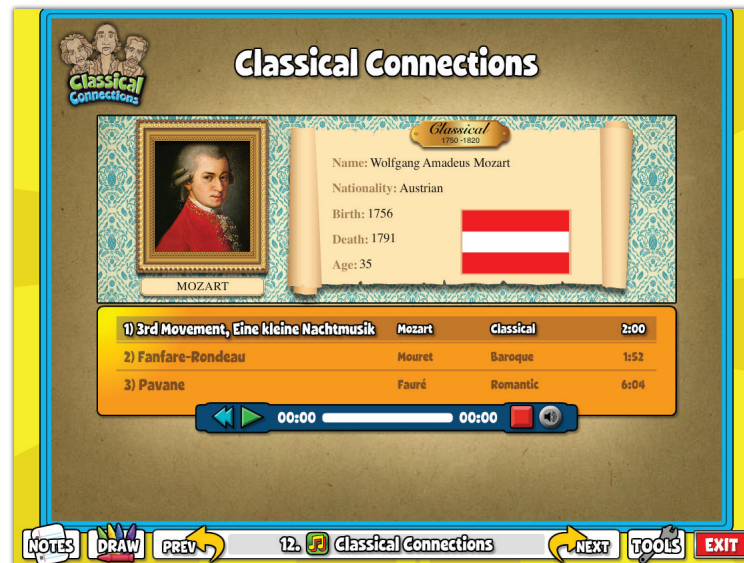 Classical
Connections
Classical Connections
Classical
1750 -1820
Name: Wolfgang Amadeus Mozart
Nationality: Austrian
Birth: 1756
Death: 1791
Age: 35
MOZART
1) 3rd Movement, Eine kleine Nachtmusik Mozart Classical 2:00
2) Fanfare-Rondeau Mouret Baroque 1:52
3) Pavane Fauré Romantic 6:04
00:00 00:00
NOTES DRAW PREV 12. Classical Connections NEXT TOOLS EXIT